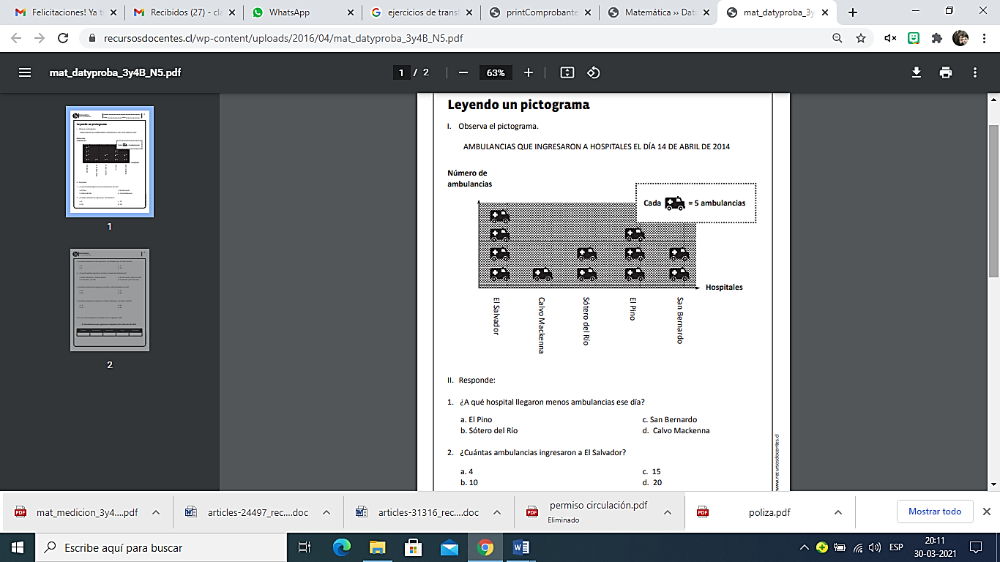 Felicitaciones! Ya t
Recibidos (27) - cla
WhatsApp
ejercicios de transf
printComprobante
Matemática ›› Dat
mat_datyproba_3y
recursosdocentes.cl/wp-content/uploads/2016/04/mat_datyproba_3y4B_N5.pdf
mat_datyproba_3y4B_N5.pdf
1 / 2
63%
1
2
Leyendo un pictograma
I. Observa el pictograma.
AMBULANCIAS QUE INGRESARON A HOSPITALES EL DÍA 14 DE ABRIL DE 2014
Número de
ambulancias
Cada = 5 ambulancias
Hospitales
El Salvador
Calvo Mackenna
Sótero del Río
El Pino
San Bernardo
II. Responde:
1. ¿A qué hospital llegaron menos ambulancias ese día?
a. El Pino
c. San Bernardo
b. Sótero del Río
d. Calvo Mackenna
2. ¿Cuántas ambulancias ingresaron a El Salvador?
a. 4
c. 15
b. 10
d. 20
www.recursosdocentes.cl
mat_medicion_3y4....pdf
articles-24497_rec....doc
articles-31316_rec....doc
permiso circulación.pdf
Eliminado
poliza.pdf
Mostrar todo
Escribe aquí para buscar
ESP
20:11
30-03-2021